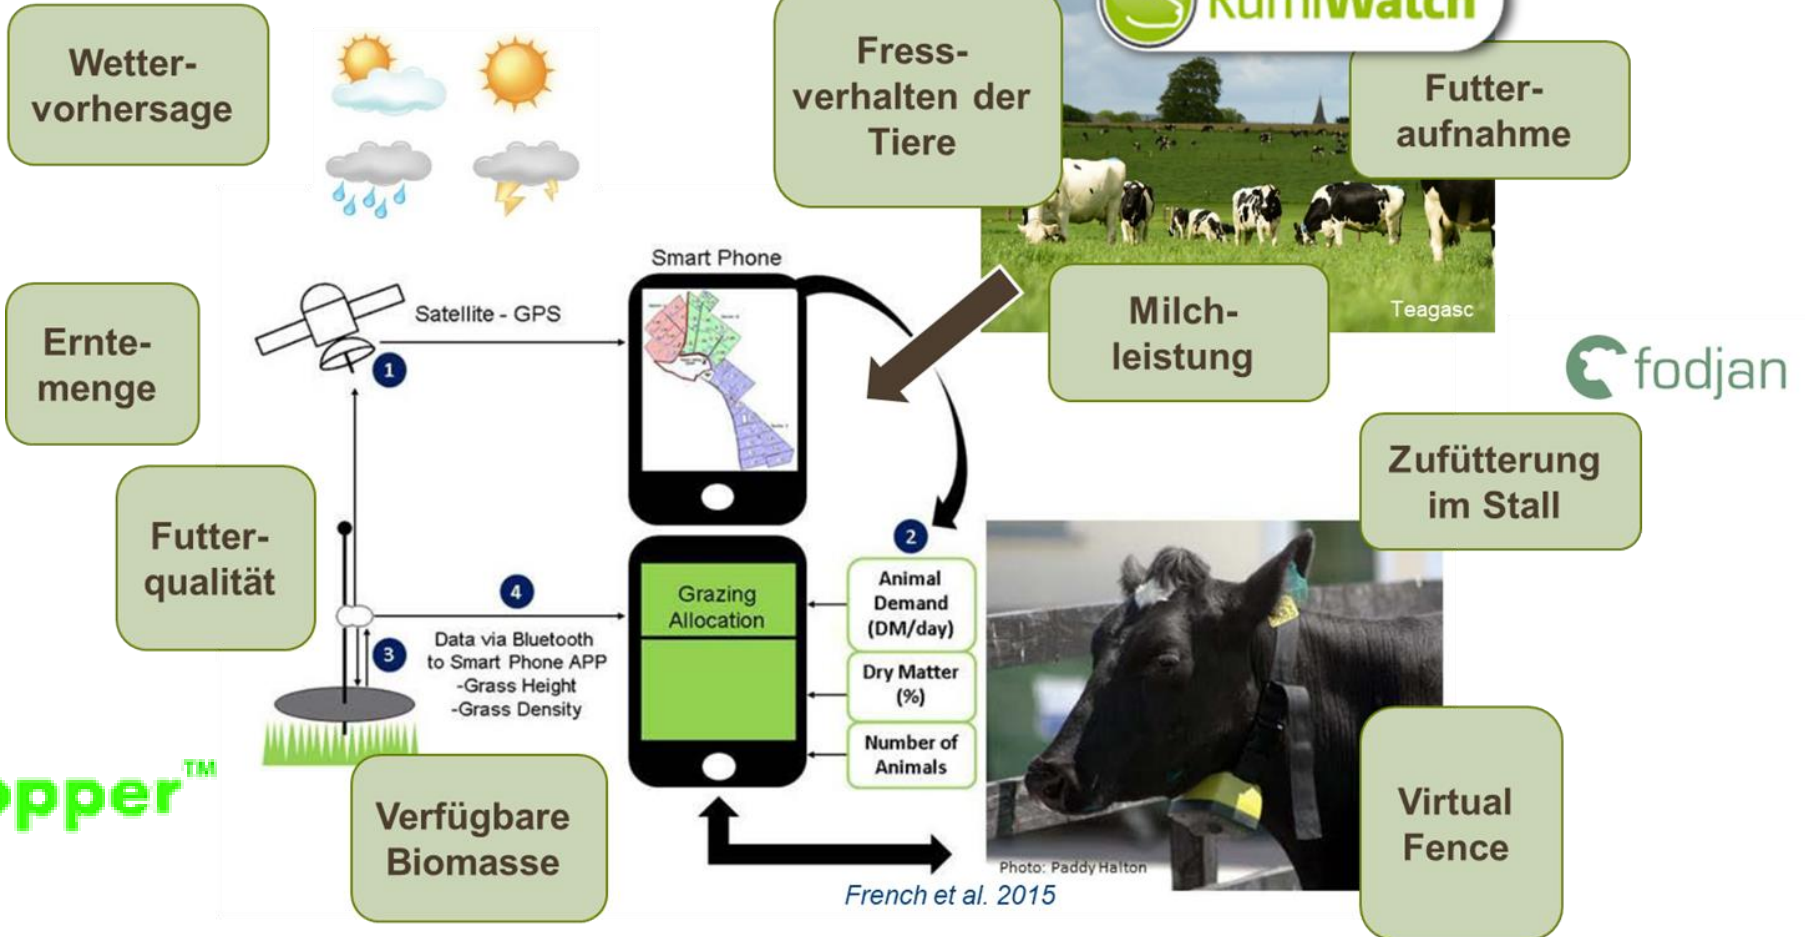 Wetter-
vorhersage
Fress-
verhalten der
Tiere
RumiWatch
Futter-
aufnahme
Smart Phone
Satellite - GPS
1
Ernte-
menge
Milch-
leistung
Teagasc
fodjan
Zufütterung
im Stall
Futter-
qualität
2
Animal
Demand
(DM/day)
Dry Matter
(%)
Number of
Animals
4
Grazing
Allocation
Data via Bluetooth
to Smart Phone APP
-Grass Height
-Grass Density
3
opper™
Verfügbare
Biomasse
Virtual
Fence
Photo: Paddy Halton
French et al. 2015